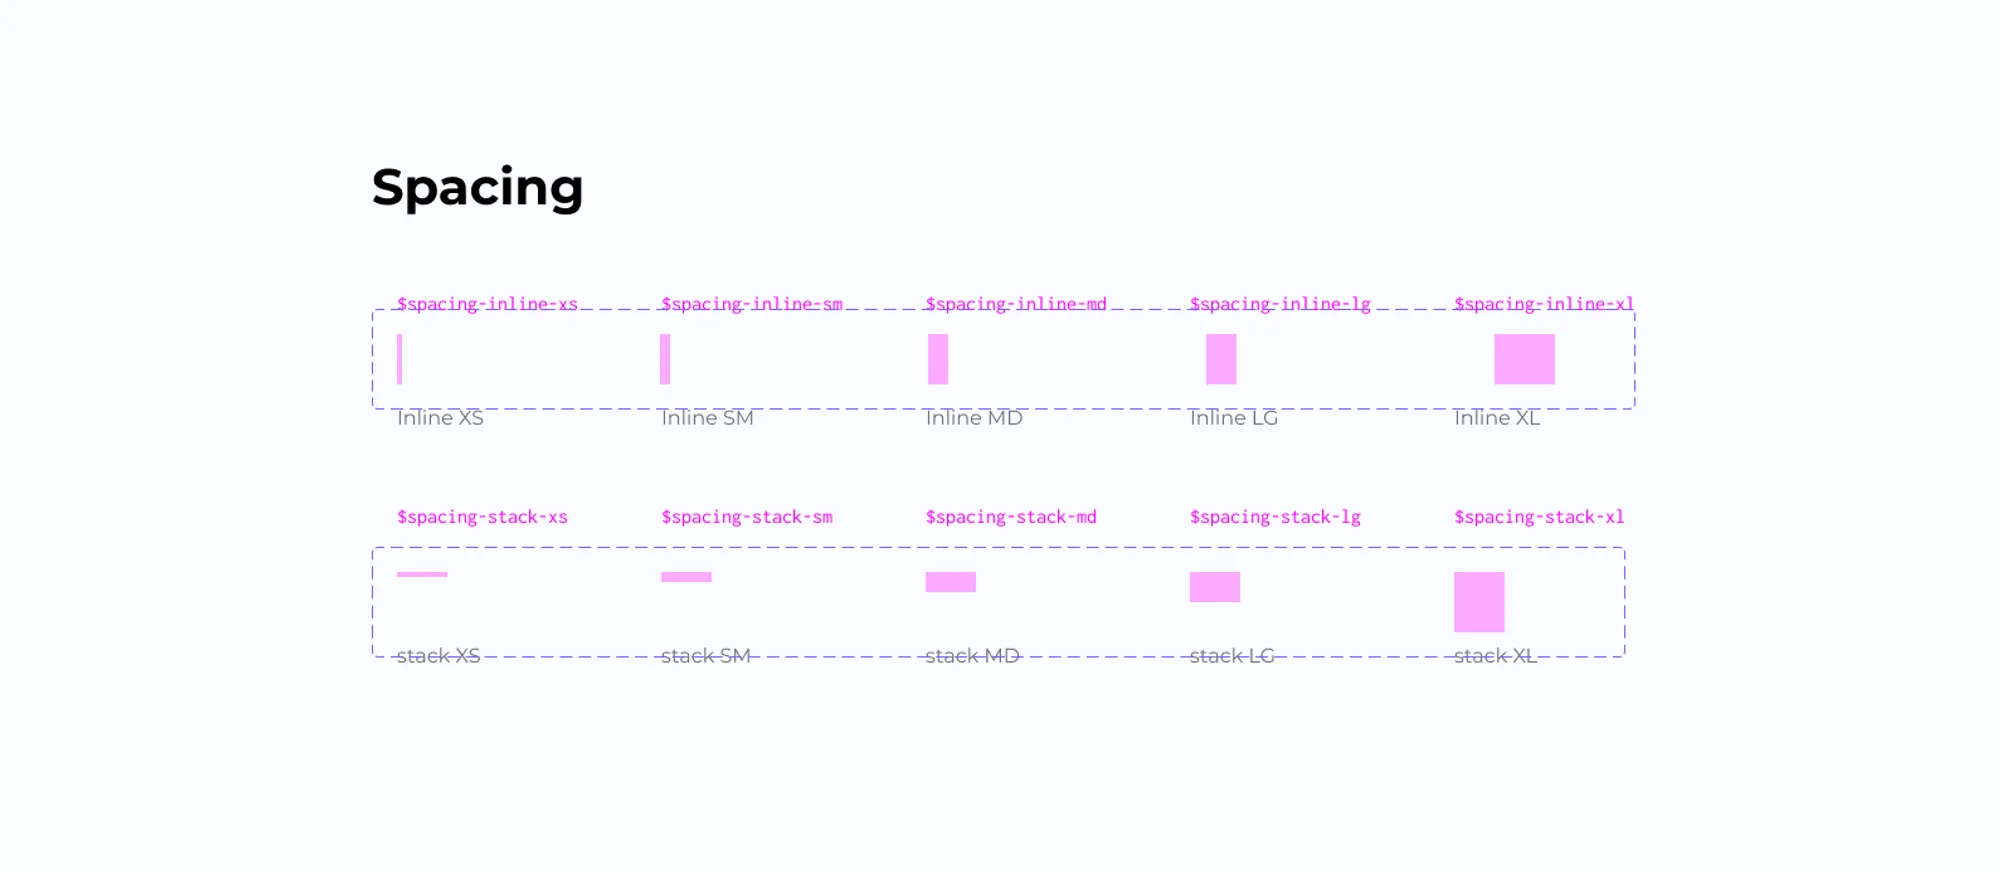 Spacing
$spacing-inline-xs $spacing-inline-sm $spacing-inline-md $spacing-inline-lg $spacing-inline-xl
Inline XS Inline SM Inline MD Inline LG Inline XL
$spacing-stack-xs $spacing-stack-sm $spacing-stack-md $spacing-stack-lg $spacing-stack-xl
stack XS stack SM stack MD stack LG stack XL